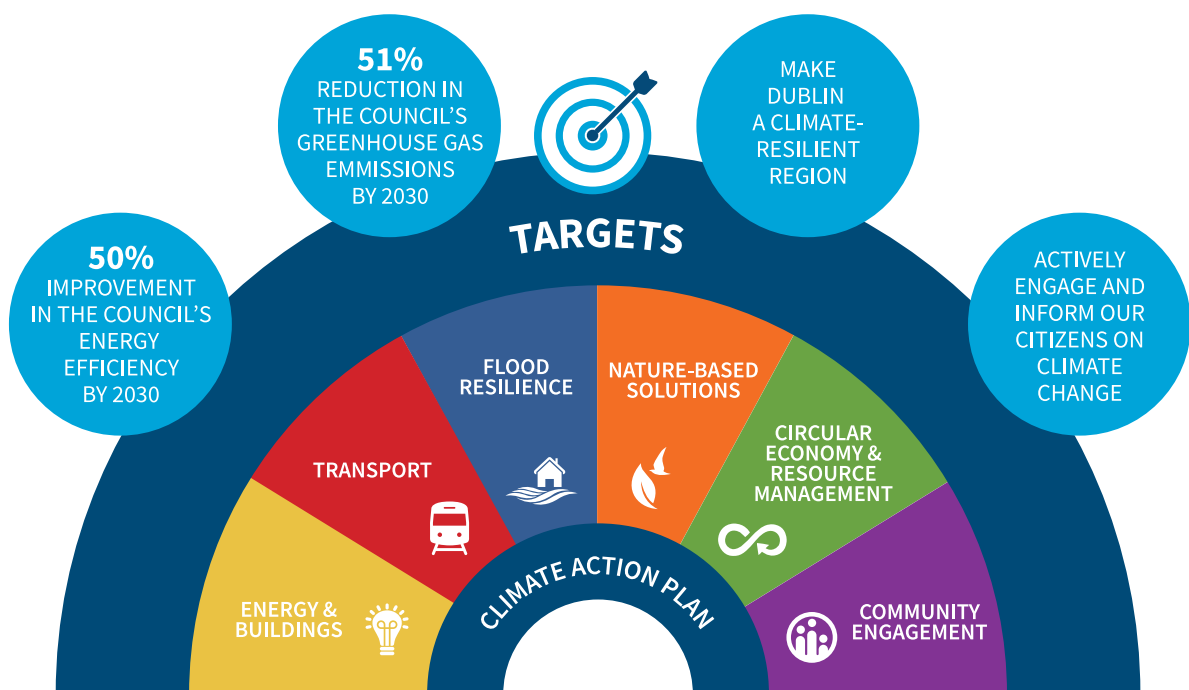 50%
IMPROVEMENT
IN THE COUNCIL'S
ENERGY
EFFICIENCY
BY 2030
51%
REDUCTION IN
THE COUNCIL'S
GREENHOUSE GAS
EMMISSIONS
BY 2030
MAKE
DUBLIN
A CLIMATE-
RESILIENT
REGION
ACTIVELY
ENGAGE AND
INFORM OUR
CITIZENS ON
CLIMATE
CHANGE
TARGETS
ENERGY &
BUILDINGS
TRANSPORT
FLOOD
RESILIENCE
NATURE-BASED
SOLUTIONS
CIRCULAR
ECONOMY &
RESOURCE
MANAGEMENT
COMMUNITY
ENGAGEMENT
CLIMATE ACTION PLAN